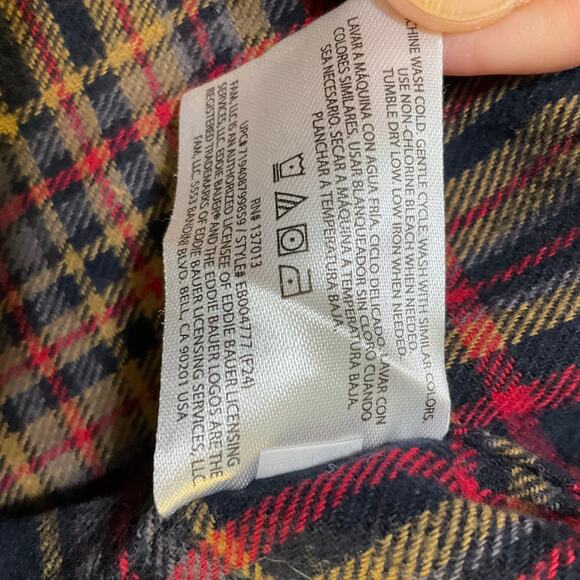 CHINE WASH COLD, GENTLE CYCLE, WASH WITH SIMILAR COLORS,
USE NON-CHLORINE BLEACH WHEN NEEDED.
TUMBLE DRY LOW, LOW IRON WHEN NEEDED.
LAVAR A MÁQUINA CON AGUA FRIA, CICLO DELICADO, LAVAR CON
COLORES SIMILARES, USAR BLANQUEADOR SIN CLORO CUANDO
SEA NECESARIO, SECAR A MÁQUINA A TEMPERATURA BAJA,
PLANCHAR A TEMPERATURA BAJA.
RN# 137013
UPC# 719408799859 / STYLE# EB004777 (F24)
FAM, LLC IS AN AUTHORIZED LICENSEE OF EDDIE BAUER LICENSING
SERVICES, LLC. EDDIE BAUER® AND THE EDDIE BAUER LOGOS ARE THE
REGISTERED TRADEMARKS OF EDDIE BAUER LICENSING SERVICES, LLC
FAM, LLC, 5553 BANDINI BLVD, BELL, CA 90201 USA